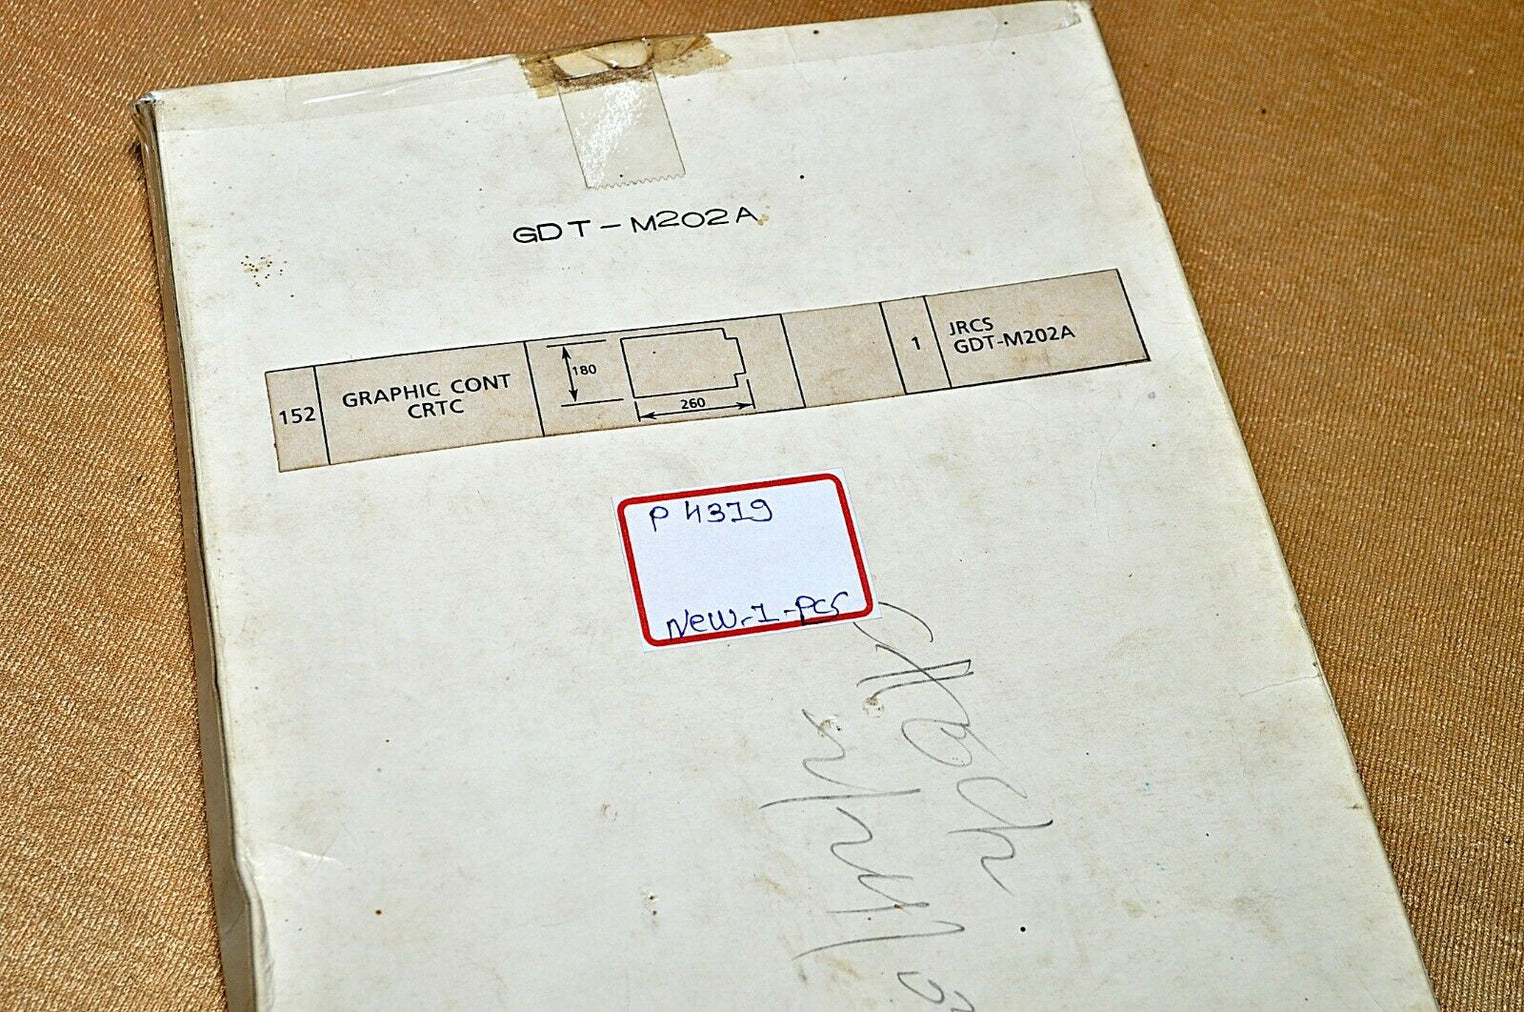 GDT-M202A
152
GRAPHIC CONT
CRTC
180
260
1
JRCS
GDT-M202A
P 4319
New-1-pcs